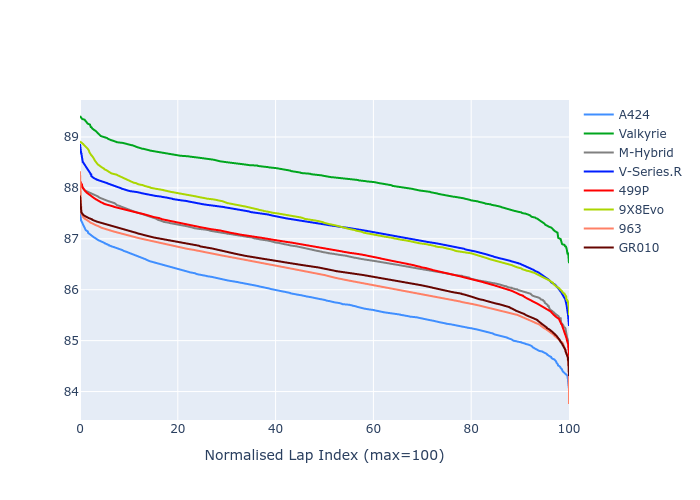 A424
Valkyrie
M-Hybrid
V-Series.R
499P
9X8Evo
963
GR010
89
88
87
86
85
84
0 20 40 60 80 100
Normalised Lap Index (max=100)